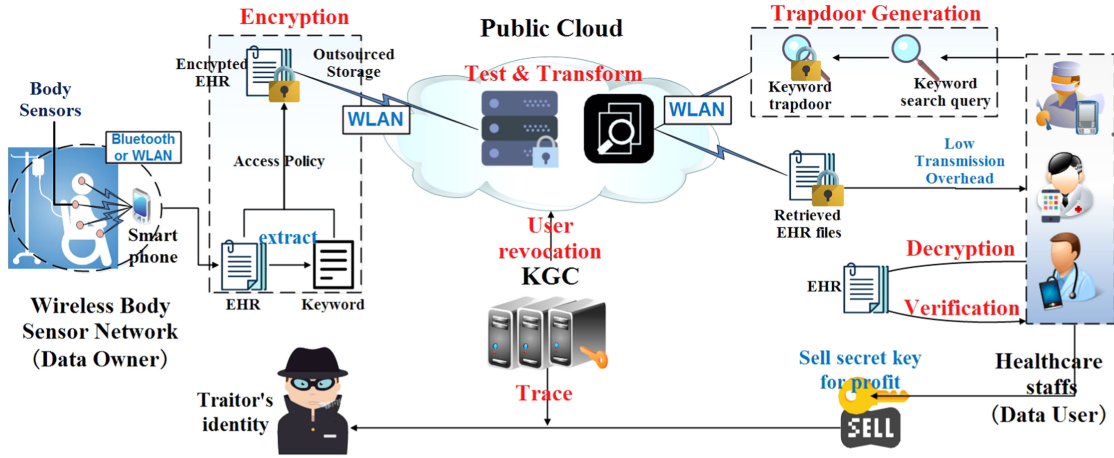 Encryption
Encrypted
EHR
Outsourced
Storage
Public Cloud
Test & Transform
Trapdoor Generation
Keyword
trapdoor
Keyword
search query
Body
Sensors
Bluetooth
or WLAN
WLAN
WLAN
Access Policy
Low
Transmission
Overhead
Smart
phone
extract
EHR
Keyword
Retrieved
EHR files
User
revocation
KGC
Decryption
EHR
Verification
Wireless Body
Sensor Network
(Data Owner)
Trace
Sell secret key
for profit
SELL
Healthcare
staffs
(Data User)
Traitor's
identity